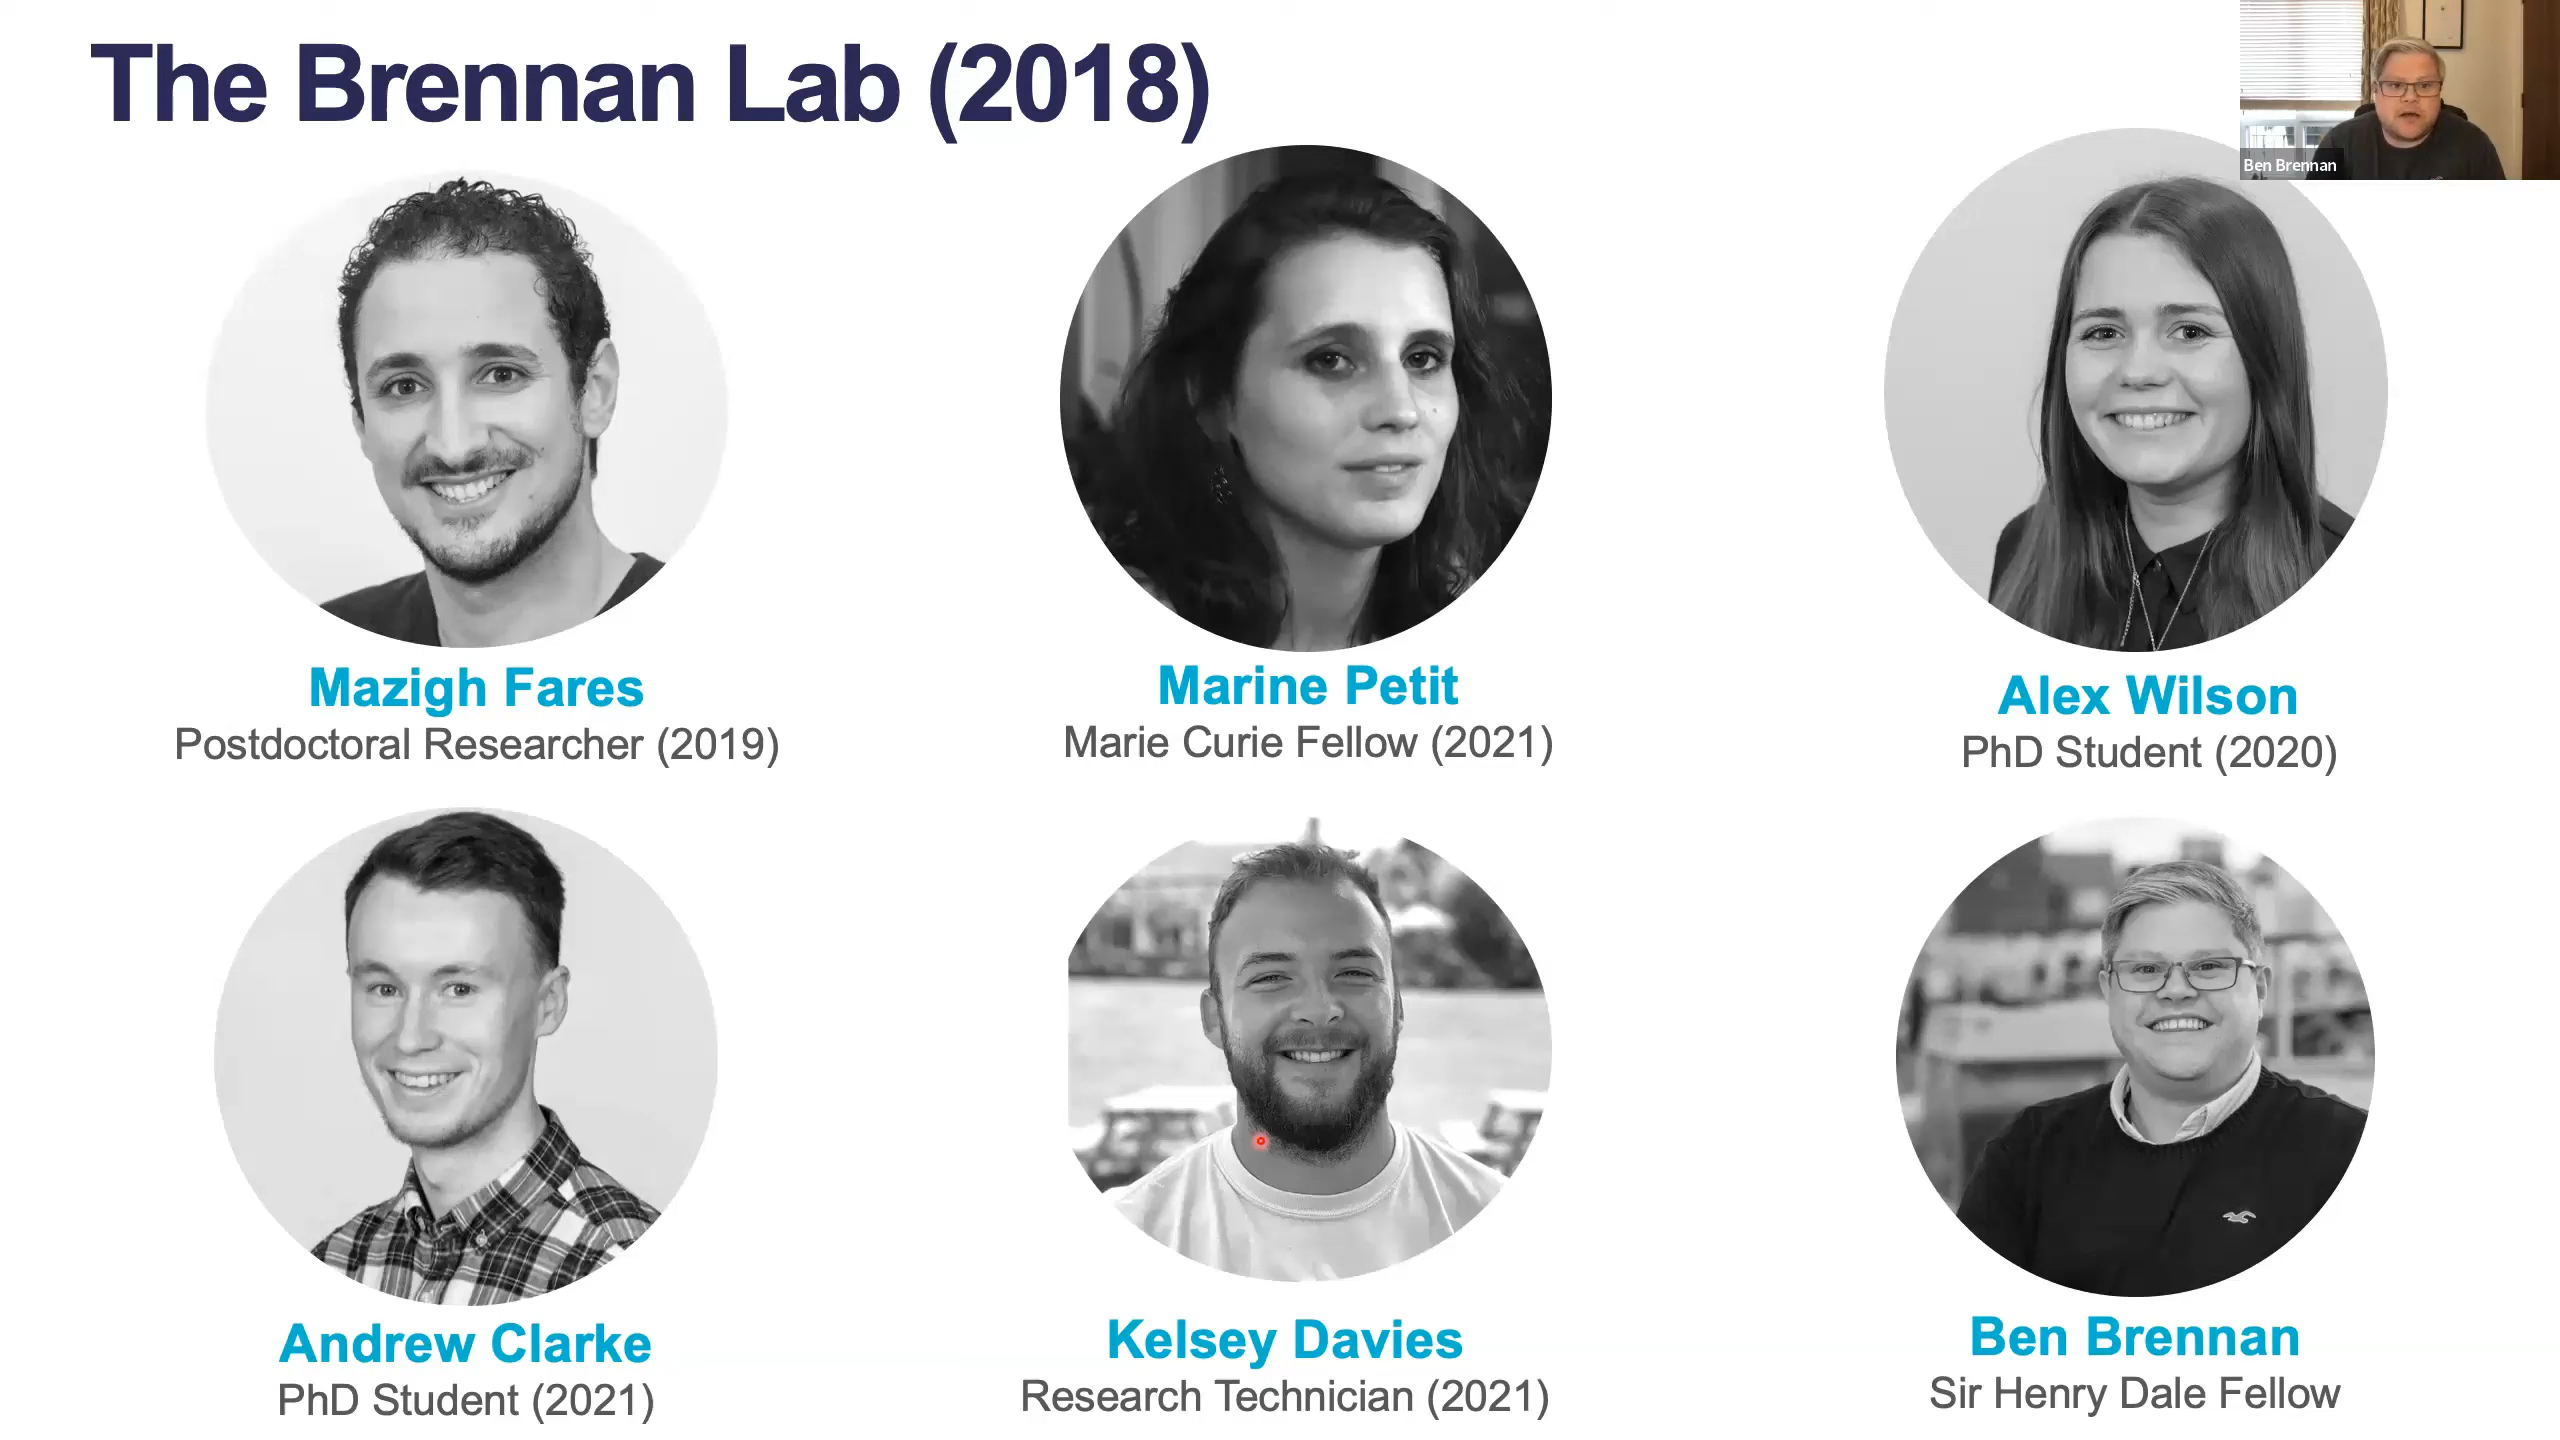 The Brennan Lab (2018)
Ben Brennan
Mazigh Fares
Postdoctoral Researcher (2019)
Marine Petit
Marie Curie Fellow (2021)
Alex Wilson
PhD Student (2020)
Andrew Clarke
PhD Student (2021)
Kelsey Davies
Research Technician (2021)
Ben Brennan
Sir Henry Dale Fellow